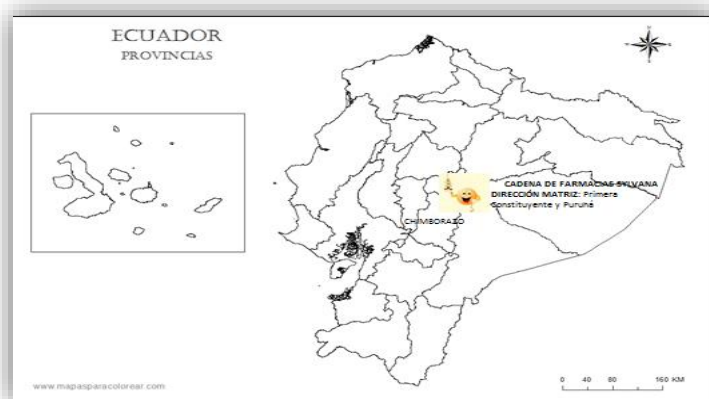 ECUADOR
PROVINCIAS
CADENA DE FARMACIAS SYLVANA
DIRECCIÓN MATRIZ: Primera
Constituyente y Puruhá
CHIMBORAZO
www.mapasparacolorear.com
0 40 80 160 KM